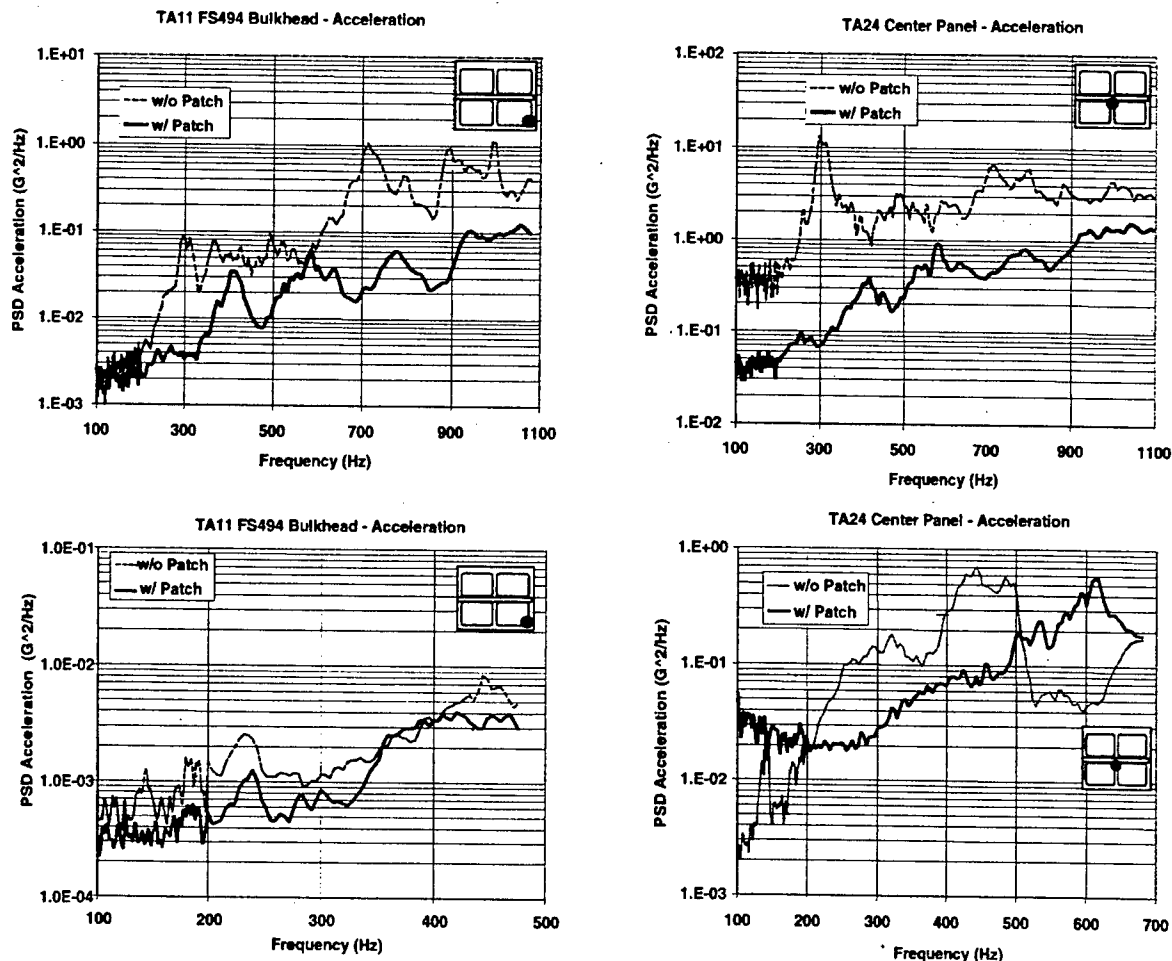 TA11 FS494 Bulkhead - Acceleration
1.E+01
1.E+00
1.E-01
1.E-02
1.E-03
PSD Acceleration (G^2/Hz)
w/o Patch
w/ Patch
100 300 500 700 900 1100
Frequency (Hz)
TA24 Center Panel - Acceleration
1.E+02
1.E+01
1.E+00
1.E-01
1.E-02
PSD Acceleration (G^2/Hz)
w/o Patch
w/ Patch
100 300 500 700 900 1100
Frequency (Hz)
TA11 FS494 Bulkhead - Acceleration
1.0E-01
1.0E-02
1.0E-03
1.0E-04
PSD Acceleration (G^2/Hz)
w/o Patch
w/ Patch
100 200 300 400 500
Frequency (Hz)
TA24 Center Panel - Acceleration
1.E+00
1.E-01
1.E-02
1.E-03
PSD Acceleration (G^2/Hz)
w/o Patch
w/ Patch
100 200 300 400 500 600 700
Frequency (Hz)